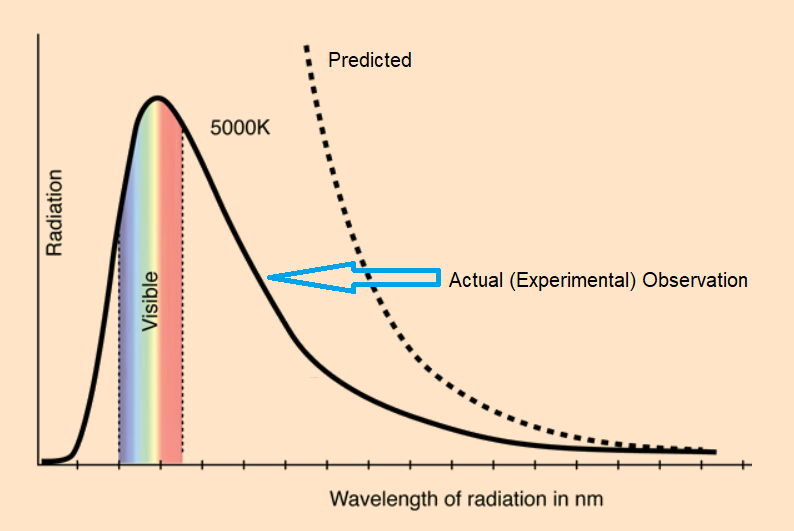 Predicted
5000K
Radiation
Visible
Actual (Experimental) Observation
Wavelength of radiation in nm